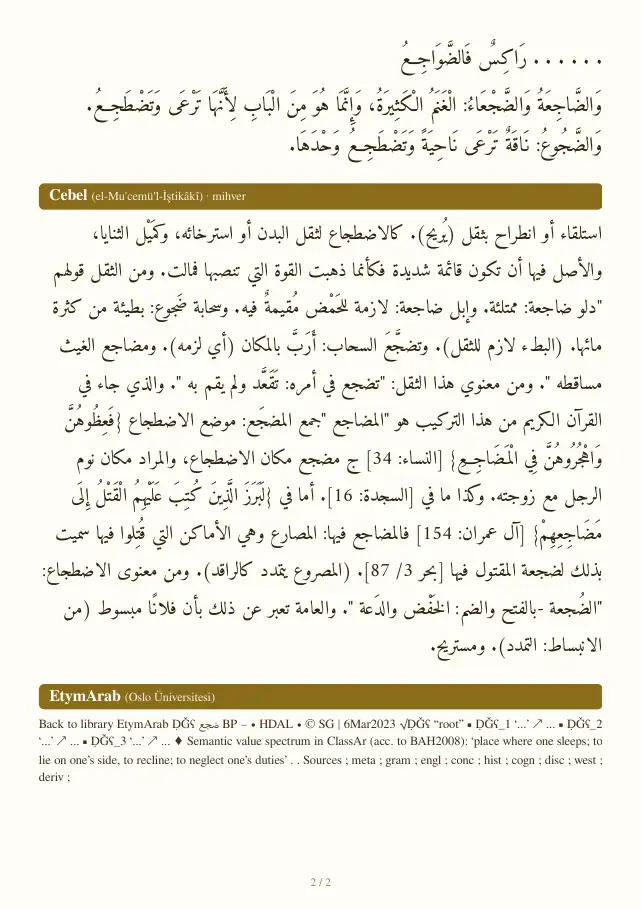 . . . . . . رَاكِسٌ فَالضَّوَاجِعُ
وَالضَّاجِعَةُ وَالضَّجْعَاءُ: الْغَنَمُ الْكَثِيرَةُ، وَإِنَّمَا هُوَ مِنَ الْبَابِ لِأَنَّهَا تَرْعَى وَتَضْطَجِعُ.
وَالضَّجُوعُ: نَاقَةٌ تَرْعَى نَاحِيَةً وَتَضْطَجِعُ وَحْدَهَا.
Cebel (el-Mu'cemü'l-İştikâkî) · mihver
استلقاء أو انطراح بثقل (يُريح). كالاضطجاع لثقل البدن أو استرخائه، وكَمَيْل الثنايا،
والأصل فيها أن تكون قائمة شديدة فكأنما ذهبت القوة التي تنصبها فمالت. ومن الثقل قولهم
"دلو ضاجعة: ممتلئة. وإبل ضاجعة: لازمة للحَمْض مُقيمةٌ فيه. وسحابة ضَجوع: بطيئة من كثرة
مائها. (البطء لازم للثقل). وتضجَّعَ السحاب: أَرَبَّ بالمكان (أي لزمه). ومضاجع الغيث
مساقطه ". ومن معنوي هذا الثقل: "تضجع في أمره: تَقَعَّد ولم يقم به ". والذي جاء في
القرآن الكريم من هذا التركيب هو "المضاجع "جمع المضجَع: موضع الاضطجاع {فَعِظُوهُنَّ
وَاهْجُرُوهُنَّ فِي الْمَضَاجِعِ} [النساء: 34] ج مضجع مكان الاضطجاع، والمراد مكان نوم
الرجل مع زوجته. وكذا ما في [السجدة: 16]. أما في {لَبَرَزَ الَّذِينَ كُتِبَ عَلَيْهِمُ الْقَتْلُ إِلَى
مَضَاجِعِهِمْ} [آل عمران: 154] فالمضاجع فيها: المصارع وهي الأماكن التي قُتِلوا فيها سميت
بذلك لضجعة المقتول فيها [بحر 3/ 87]. (المصروع يتمدد كالراقد). ومن معنوى الاضطجاع:
"الضُجعة -بالفتح والضم: الخَفْض والدَعة ". والعامة تعبر عن ذلك بأن فلانًا مبسوط (من
الانبساط: التمدد). ومستريح.
EtymArab (Oslo Üniversitesi)
Back to library EtymArab ḌǦʕ ضجع BP – • HDAL • © SG | 6Mar2023 √ḌǦʕ “root” ▪ ḌǦʕ_1 ‘...’ ↗ ... ▪ ḌǦʕ_2
‘...’ ↗ ... ▪ ḌǦʕ_3 ‘...’ ↗ ... ♦ Semantic value spectrum in ClassAr (acc. to BAH2008): ‘place where one sleeps; to
lie on one’s side, to recline; to neglect one’s duties’ . . Sources ; meta ; gram ; engl ; conc ; hist ; cogn ; disc ; west ;
deriv ;
2 / 2